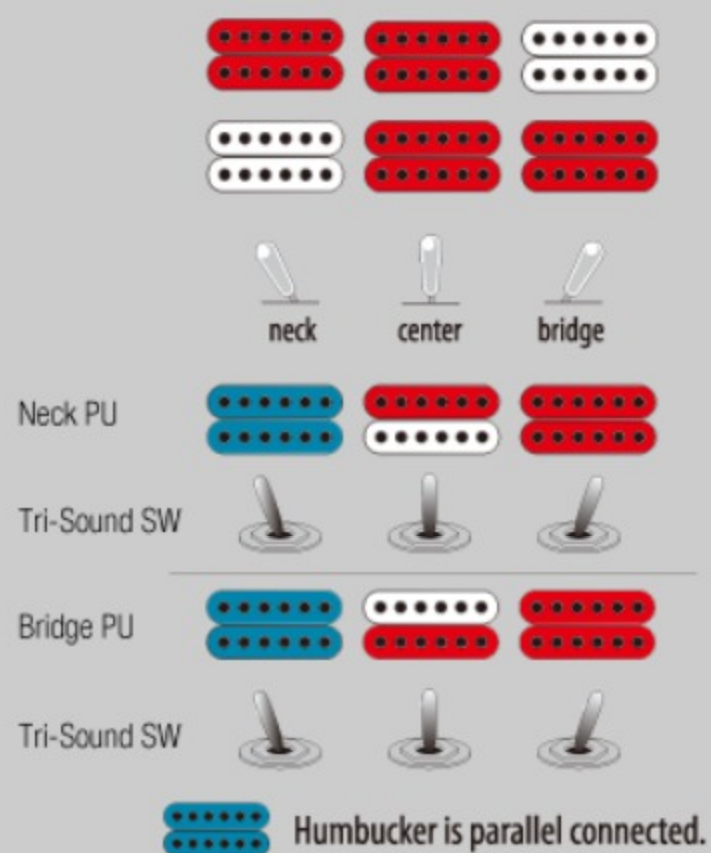 neck center bridge
Neck PU
Tri-Sound SW
Bridge PU
Tri-Sound SW
Humbucker is parallel connected.